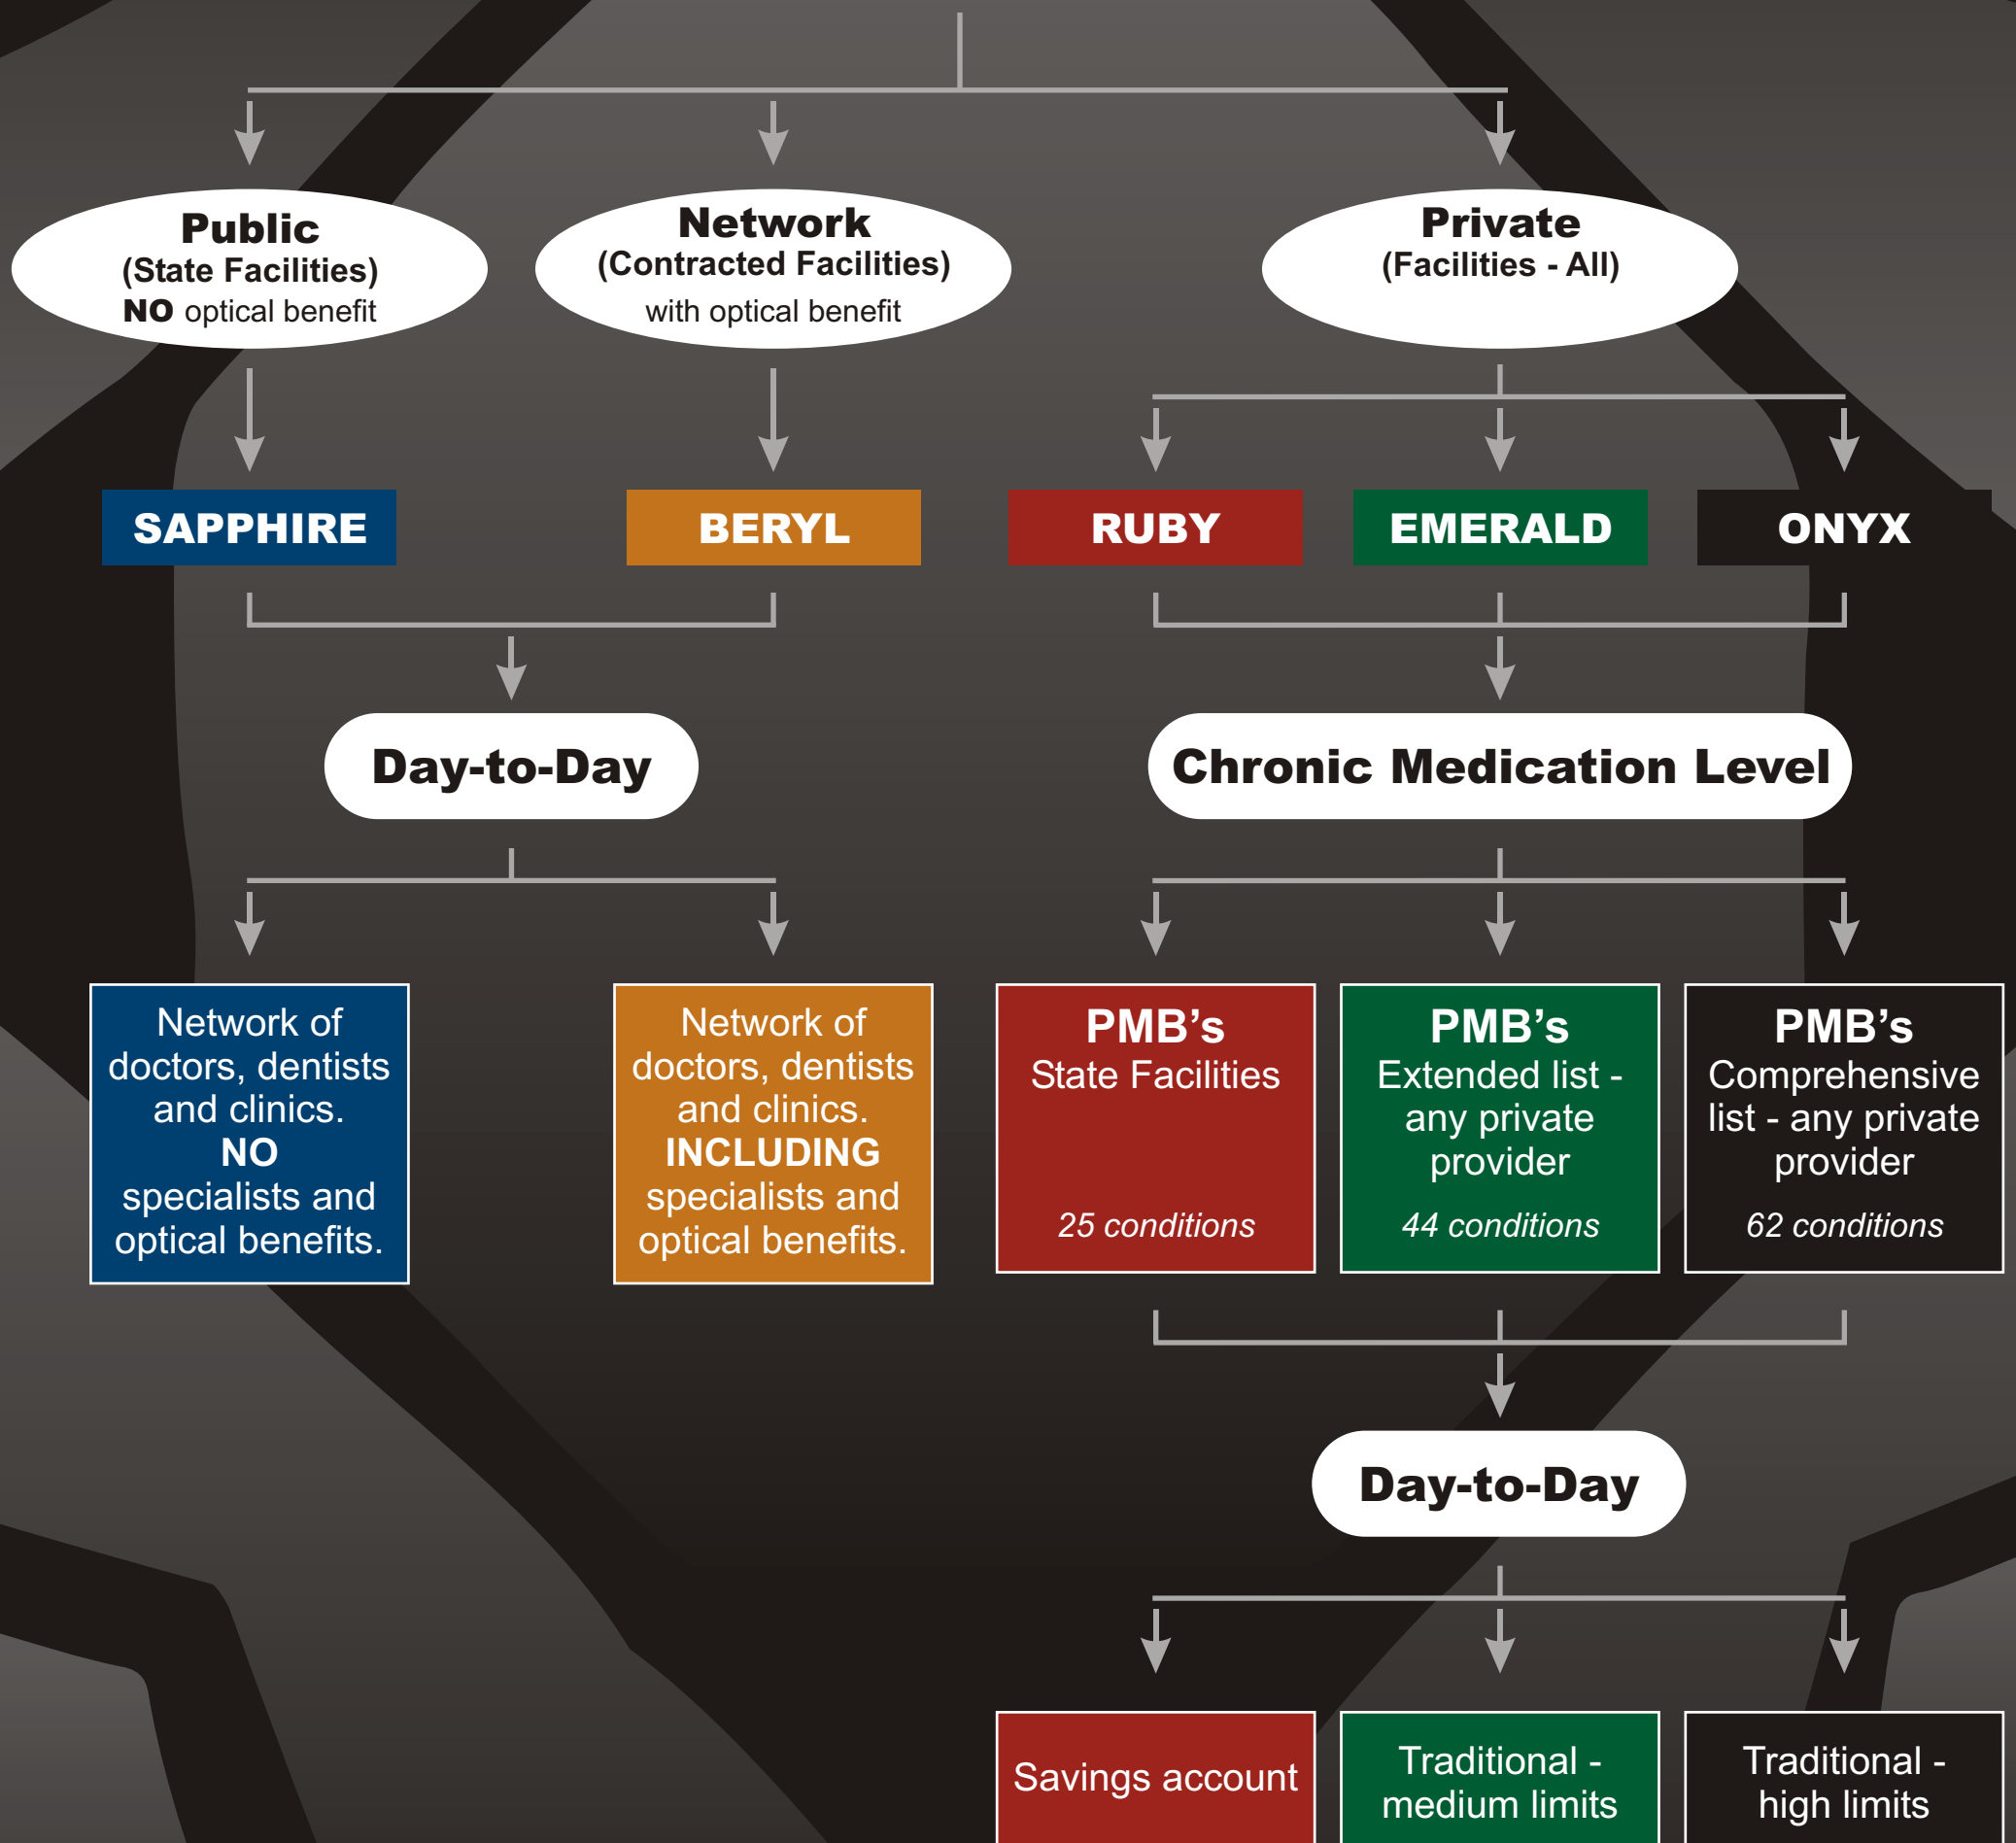 Public
(State Facilities)
NO optical benefit
Network
(Contracted Facilities)
with optical benefit
Private
(Facilities - All)
SAPPHIRE
BERYL
RUBY
EMERALD
ONYX
Day-to-Day
Chronic Medication Level
Network of
doctors, dentists
and clinics.
NO
specialists and
optical benefits.
Network of
doctors, dentists
and clinics.
INCLUDING
specialists and
optical benefits.
PMB’s
State Facilities
25 conditions
PMB’s
Extended list -
any private
provider
44 conditions
PMB’s
Comprehensive
list - any private
provider
62 conditions
Day-to-Day
Savings account
Traditional -
medium limits
Traditional -
high limits